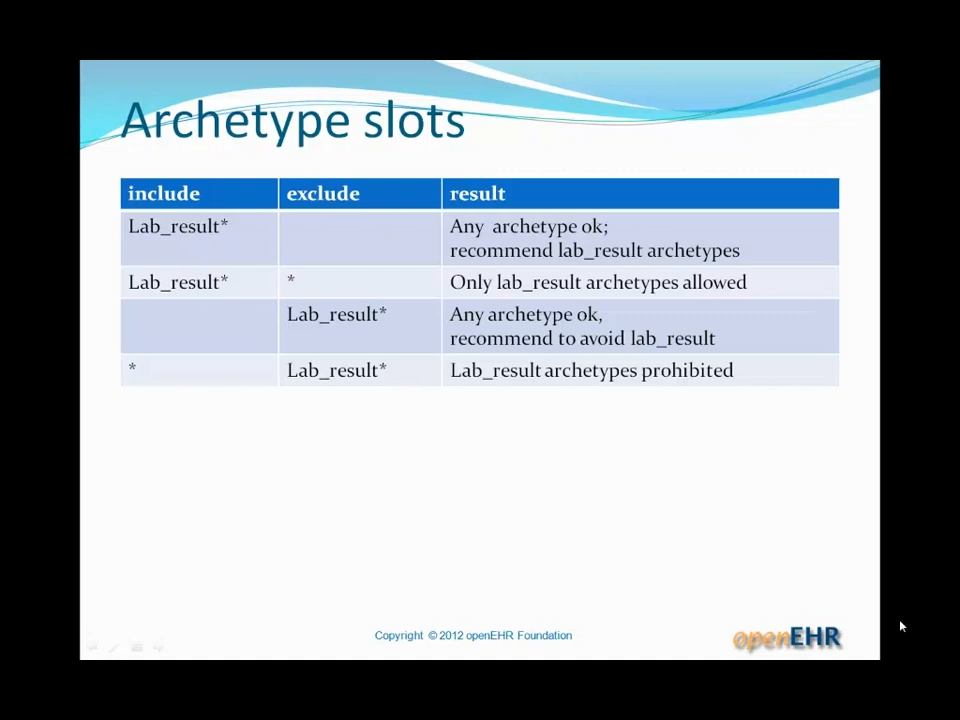 Archetype slots
include exclude result
Lab_result* Any archetype ok;
recommend lab_result archetypes
Lab_result* * Only lab_result archetypes allowed
Lab_result* Any archetype ok,
recommend to avoid lab_result
* Lab_result* Lab_result archetypes prohibited
Copyright © 2012 openEHR Foundation
openEHR